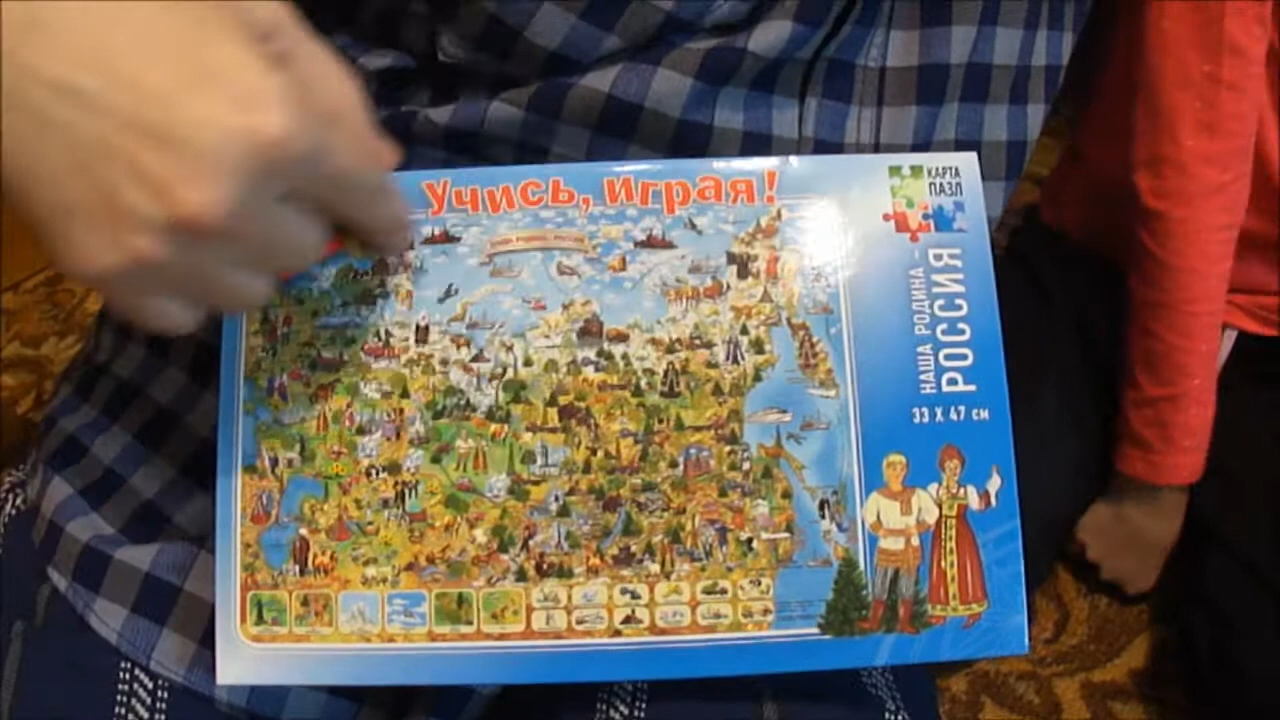 Учись, играя!
КАРТА
ПАЗЛ
НАША РОДИНА –
РОССИЯ
33 X 47 см